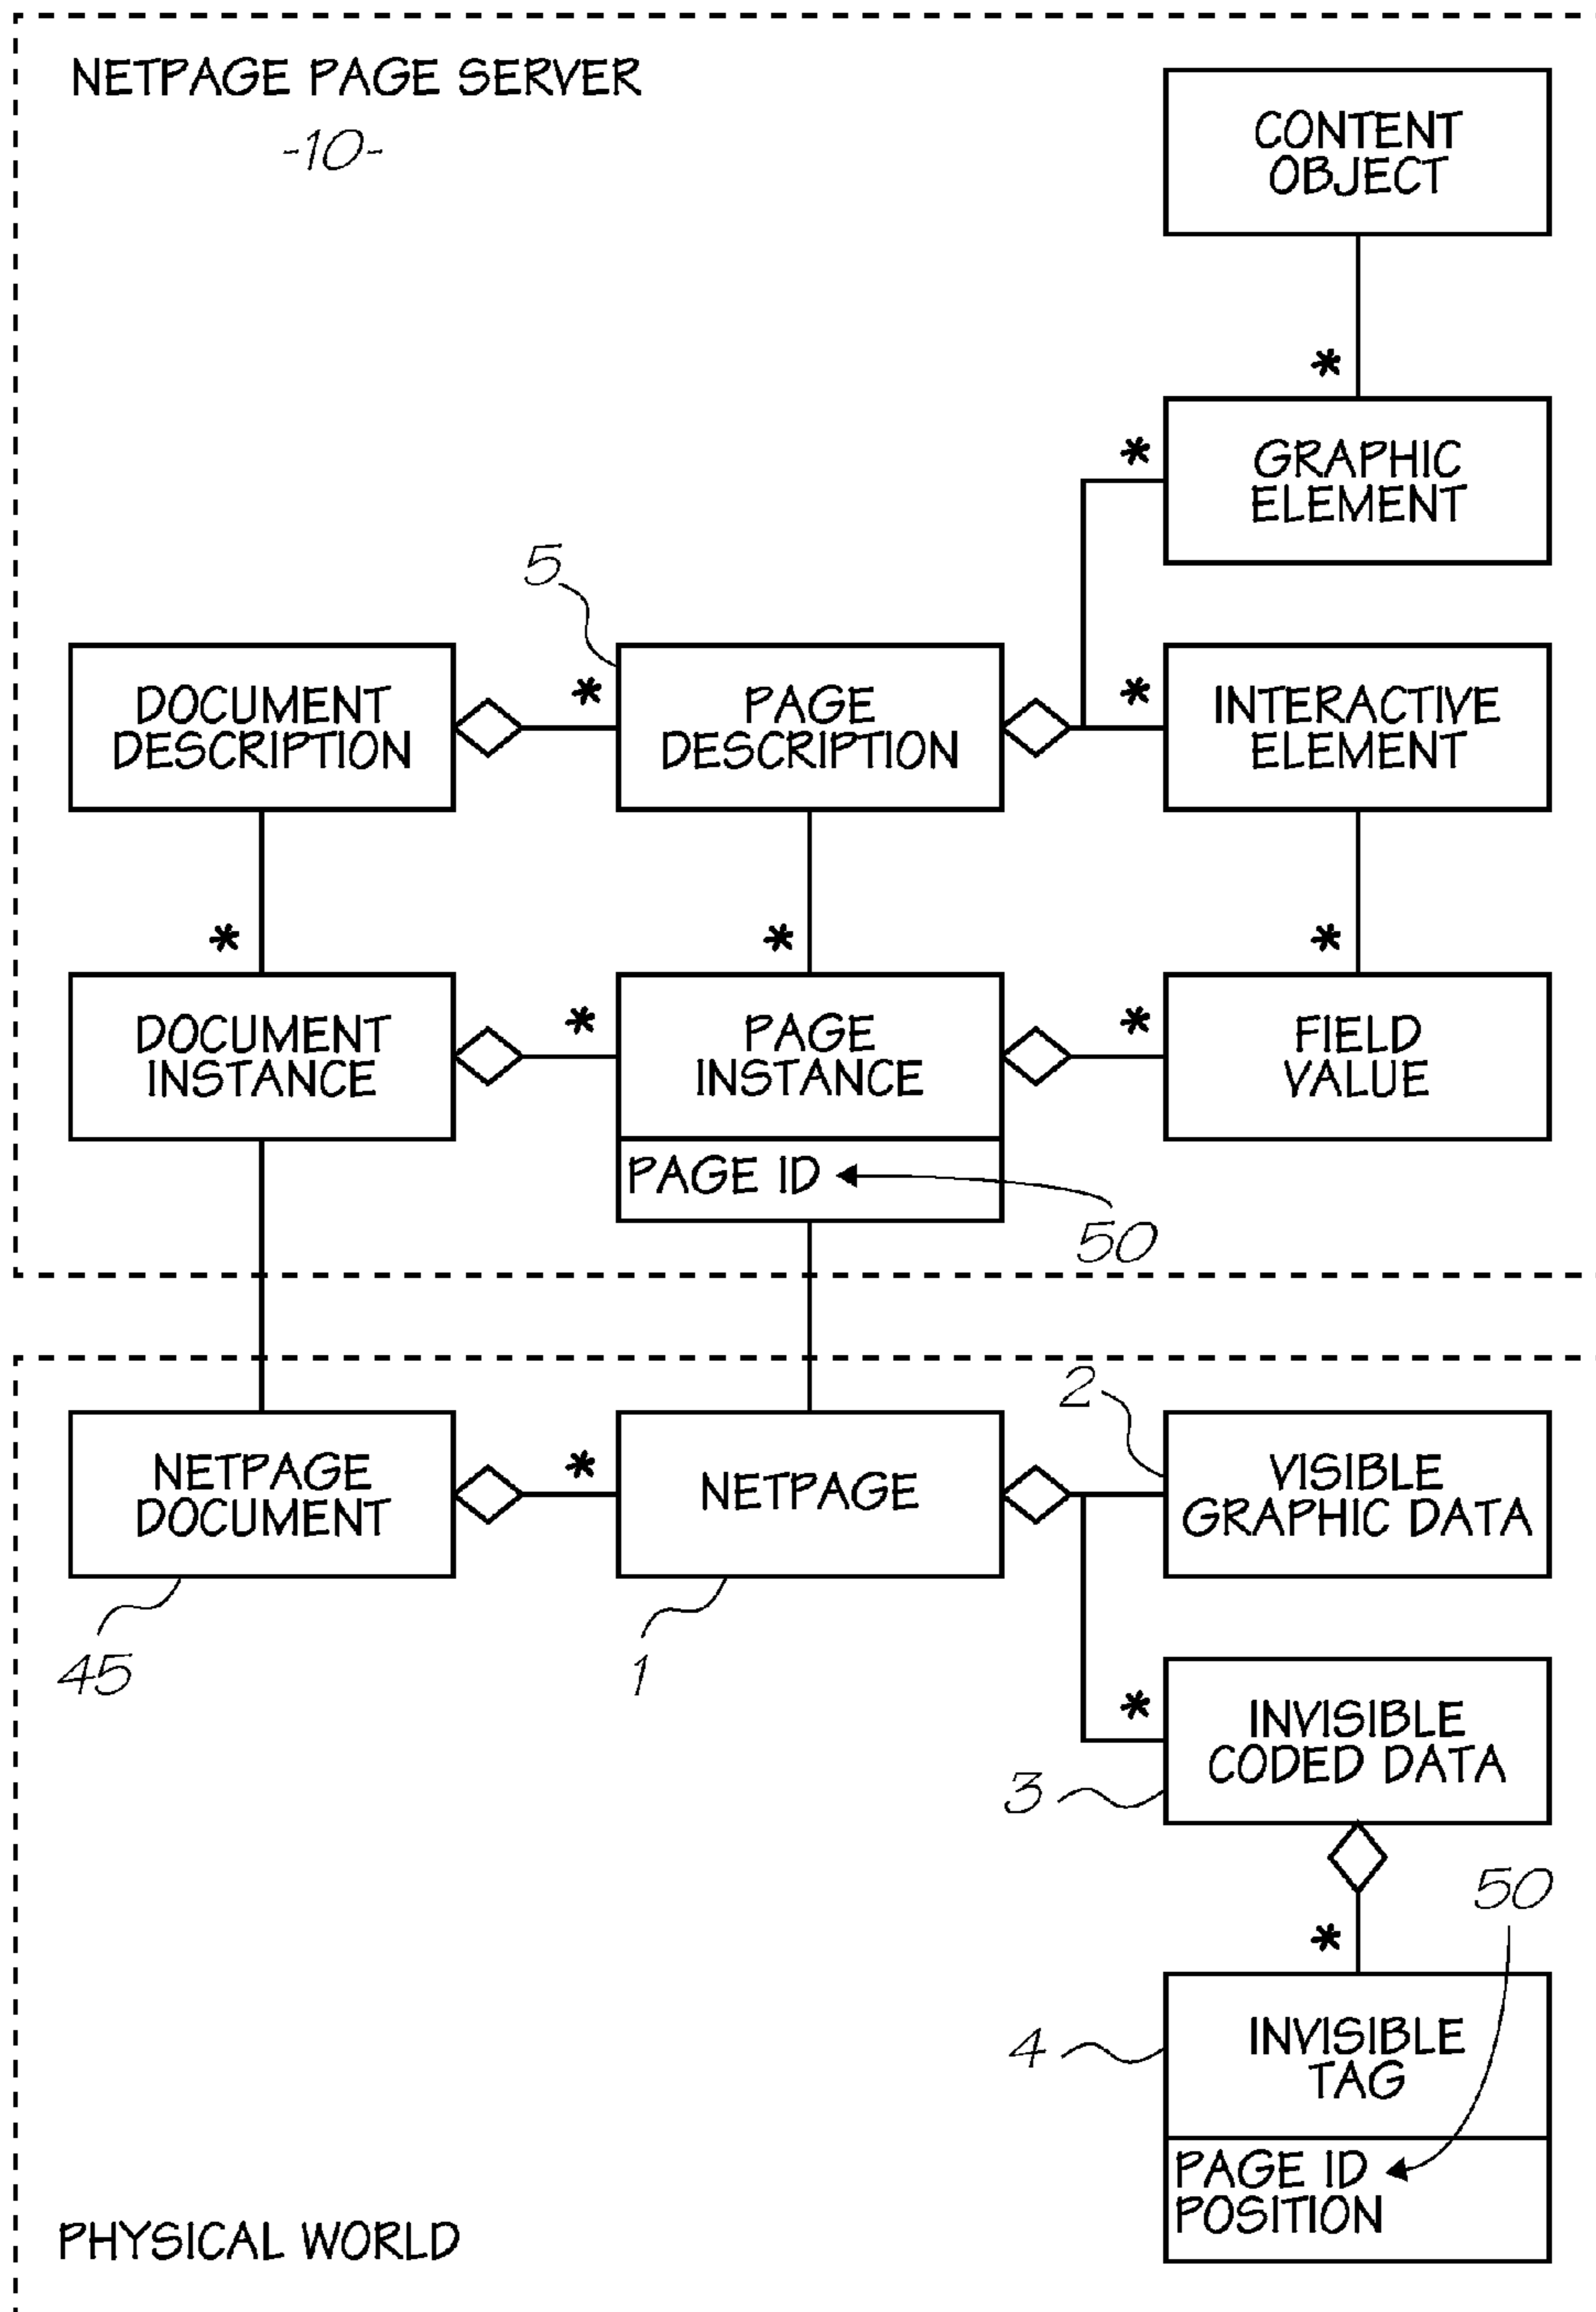 NETPAGE PAGE SERVER
-10-
CONTENT
OBJECT
*
*
GRAPHIC
ELEMENT
5
DOCUMENT
DESCRIPTION
*
PAGE
DESCRIPTION
*
INTERACTIVE
ELEMENT
*
*
*
DOCUMENT
INSTANCE
*
PAGE
INSTANCE
*
FIELD
VALUE
PAGE ID
50
2
NETPAGE
DOCUMENT
*
NETPAGE
VISIBLE
GRAPHIC DATA
45
1
*
INVISIBLE
CODED DATA
3
50
*
4
INVISIBLE
TAG
PAGE ID
POSITION
PHYSICAL WORLD